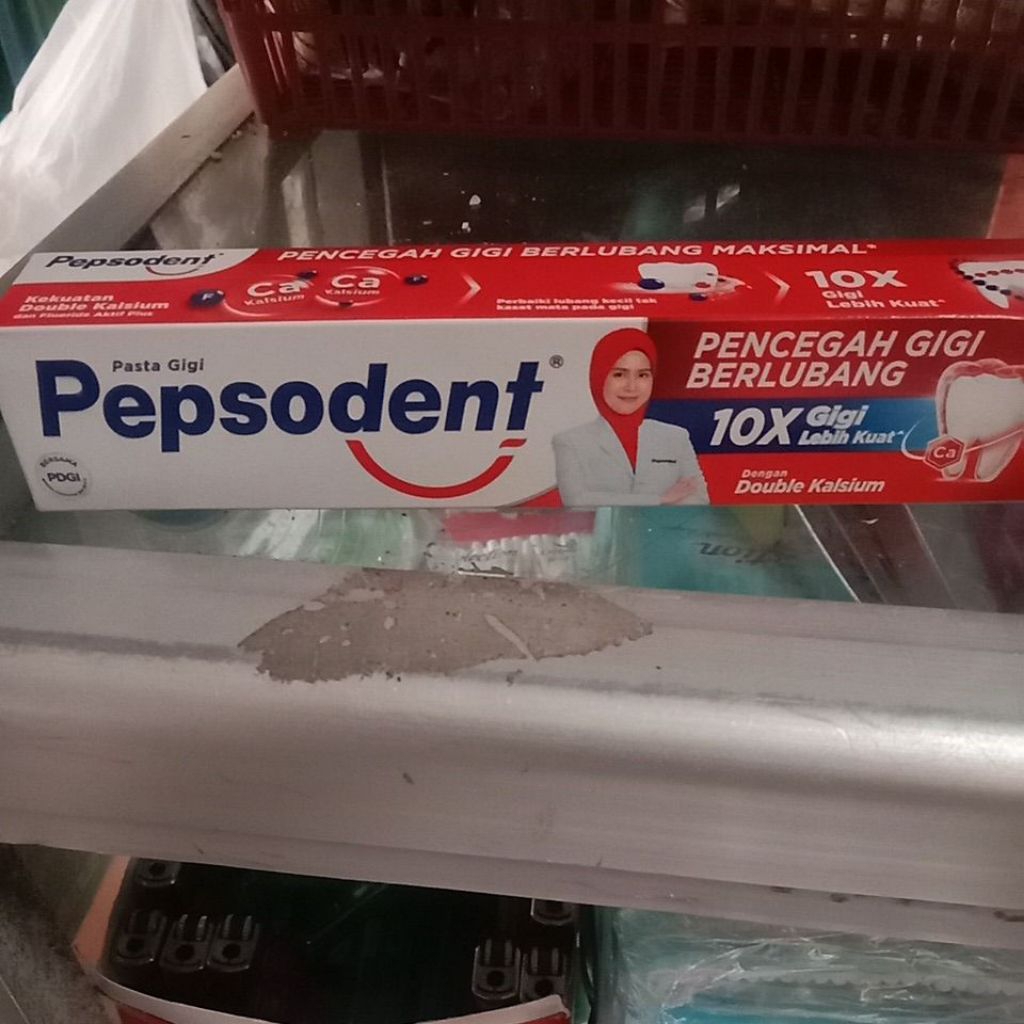 Pepsodent
PENCEGAH GIGI BERLUBANG MAKSIMAL*
Kekuatan
Double Kalsium
dan Fluoride Aktif Plus
F
Ca
Kalsium
Ca
Kalsium
Perbaiki lubang kecil tak
kasat mata pada gigi
10X
Gigi
Lebih Kuat^
Pasta Gigi
Pepsodent®
BERSAMA
PDGI
Pepsodent
PENCEGAH GIGI
BERLUBANG
10X Gigi
Lebih Kuat^
Ca
Dengan
Double Kalsium